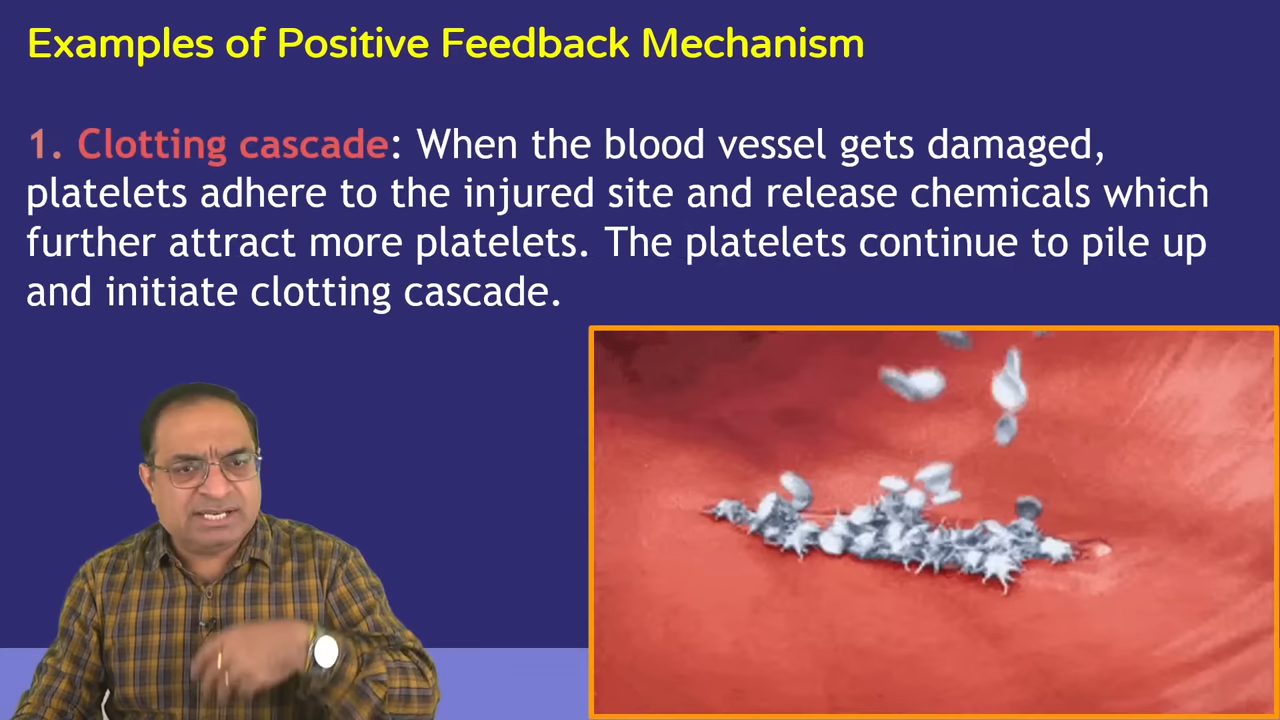 Examples of Positive Feedback Mechanism
1. Clotting cascade: When the blood vessel gets damaged,
platelets adhere to the injured site and release chemicals which
further attract more platelets. The platelets continue to pile up
and initiate clotting cascade.